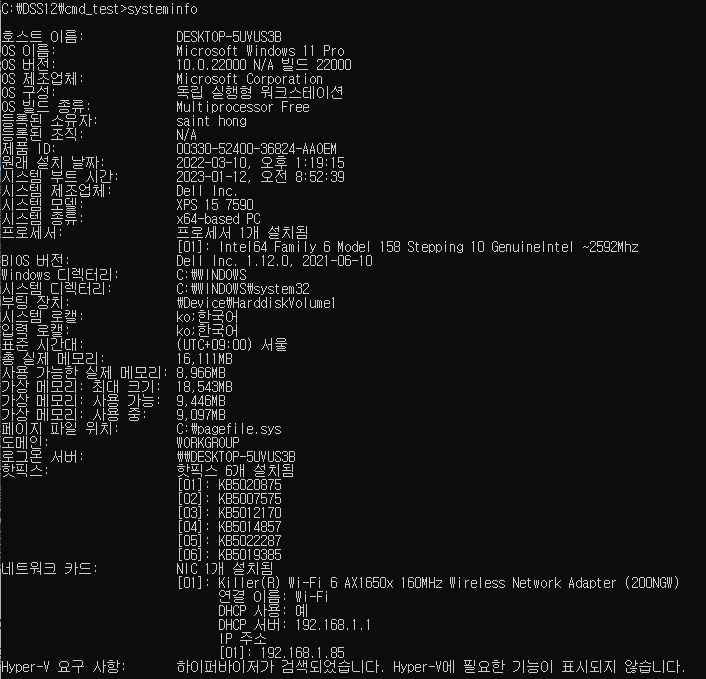 C:₩DSS12₩cmd_test>systeminfo
호스트 이름: DESKTOP-5UVUS3B
OS 이름: Microsoft Windows 11 Pro
OS 버전: 10.0.22000 N/A 빌드 22000
OS 제조업체: Microsoft Corporation
OS 구성: 독립 실행형 워크스테이션
OS 빌드 종류: Multiprocessor Free
등록된 소유자: saint hong
등록된 조직: N/A
제품 ID: 00330-52400-36824-AAOEM
원래 설치 날짜: 2022-03-10, 오후 1:19:15
시스템 부트 시간: 2023-01-12, 오전 8:52:39
시스템 제조업체: Dell Inc.
시스템 모델: XPS 15 7590
시스템 종류: x64-based PC
프로세서: 프로세서 1개 설치됨
[01]: Intel64 Family 6 Model 158 Stepping 10 GenuineIntel ~2592Mhz
BIOS 버전: Dell Inc. 1.12.0, 2021-06-10
Windows 디렉터리: C:₩WINDOWS
시스템 디렉터리: C:₩WINDOWS₩system32
부팅 장치: ₩Device₩HarddiskVolume1
시스템 로캘: ko;한국어
입력 로캘: ko;한국어
표준 시간대: (UTC+09:00) 서울
총 실제 메모리: 16,111MB
사용 가능한 실제 메모리: 8,966MB
가상 메모리: 최대 크기: 18,543MB
가상 메모리: 사용 가능: 9,446MB
가상 메모리: 사용 중: 9,097MB
페이지 파일 위치: C:₩pagefile.sys
도메인: WORKGROUP
로그온 서버: ₩₩DESKTOP-5UVUS3B
핫픽스: 핫픽스 6개 설치됨
[01]: KB5020875
[02]: KB5007575
[03]: KB5012170
[04]: KB5014857
[05]: KB5022287
[06]: KB5019385
네트워크 카드: NIC 1개 설치됨
[01]: Killer(R) Wi-Fi 6 AX1650x 160MHz Wireless Network Adapter (200NGW)
연결 이름: Wi-Fi
DHCP 사용: 예
DHCP 서버: 192.168.1.1
IP 주소
[01]: 192.168.1.85
Hyper-V 요구 사항: 하이퍼바이저가 검색되었습니다. Hyper-V에 필요한 기능이 표시되지 않습니다.